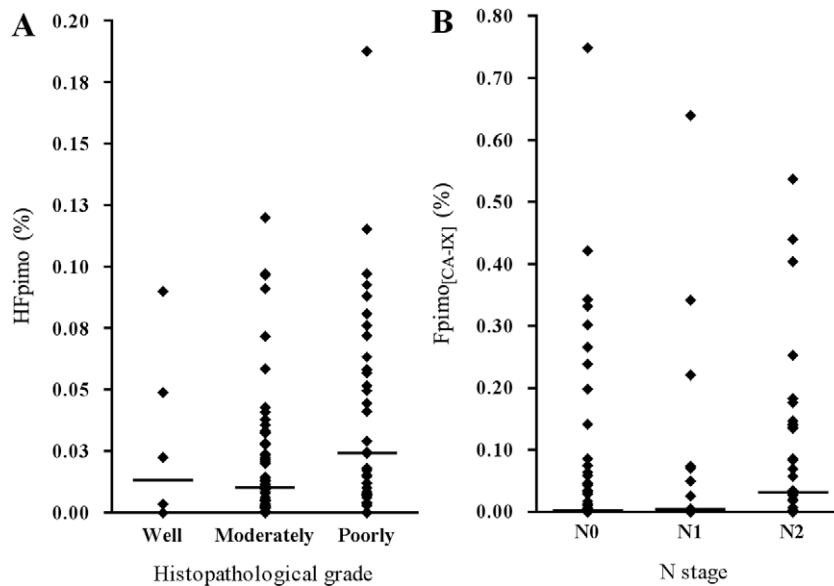 A
HFpimo (%)
0.20
0.18
0.15
0.13
0.10
0.08
0.05
0.03
0.00
Well Moderately Poorly
Histopathological grade
B
Fpimo[CA-IX] (%)
0.80
0.70
0.60
0.50
0.40
0.30
0.20
0.10
0.00
N0 N1 N2
N stage